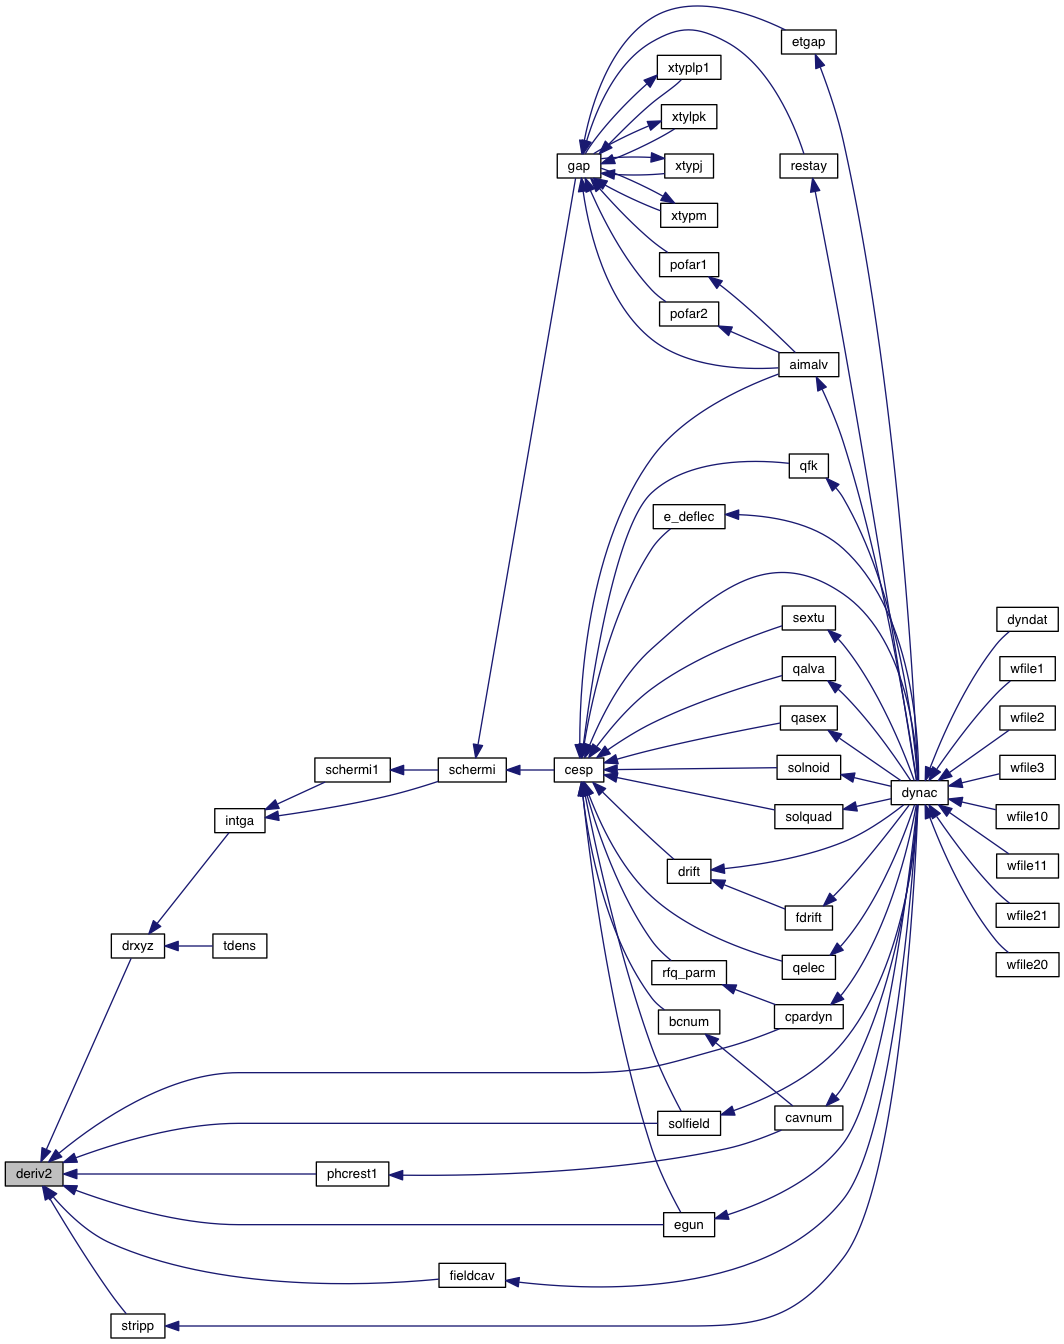 etgap
xtyplp1
xtylpk
gap
xtypj
restay
xtypm
pofar1
pofar2
aimalv
qfk
e_deflec
sextu
dyndat
qalva
wfile1
qasex
wfile2
schermi1
schermi
cesp
solnoid
wfile3
dynac
intga
solquad
wfile10
drift
wfile11
fdrift
wfile21
drxyz
tdens
qelec
wfile20
rfq_parm
bcnum
cpardyn
solfield
cavnum
deriv2
phcrest1
egun
fieldcav
stripp